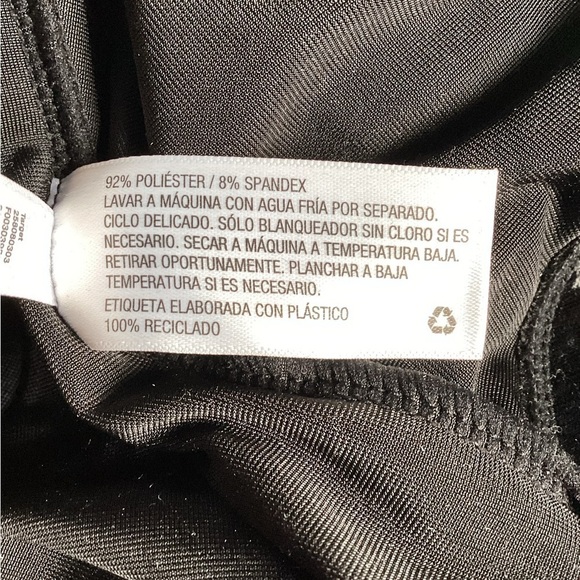 92% POLIÉSTER / 8% SPANDEX
LAVAR A MÁQUINA CON AGUA FRÍA POR SEPARADO.
CICLO DELICADO. SÓLO BLANQUEADOR SIN CLORO SI ES
NECESARIO. SECAR A MÁQUINA A TEMPERATURA BAJA.
RETIRAR OPORTUNAMENTE. PLANCHAR A BAJA
TEMPERATURA SI ES NECESARIO.
ETIQUETA ELABORADA CON PLÁSTICO
100% RECICLADO
Target
258080303